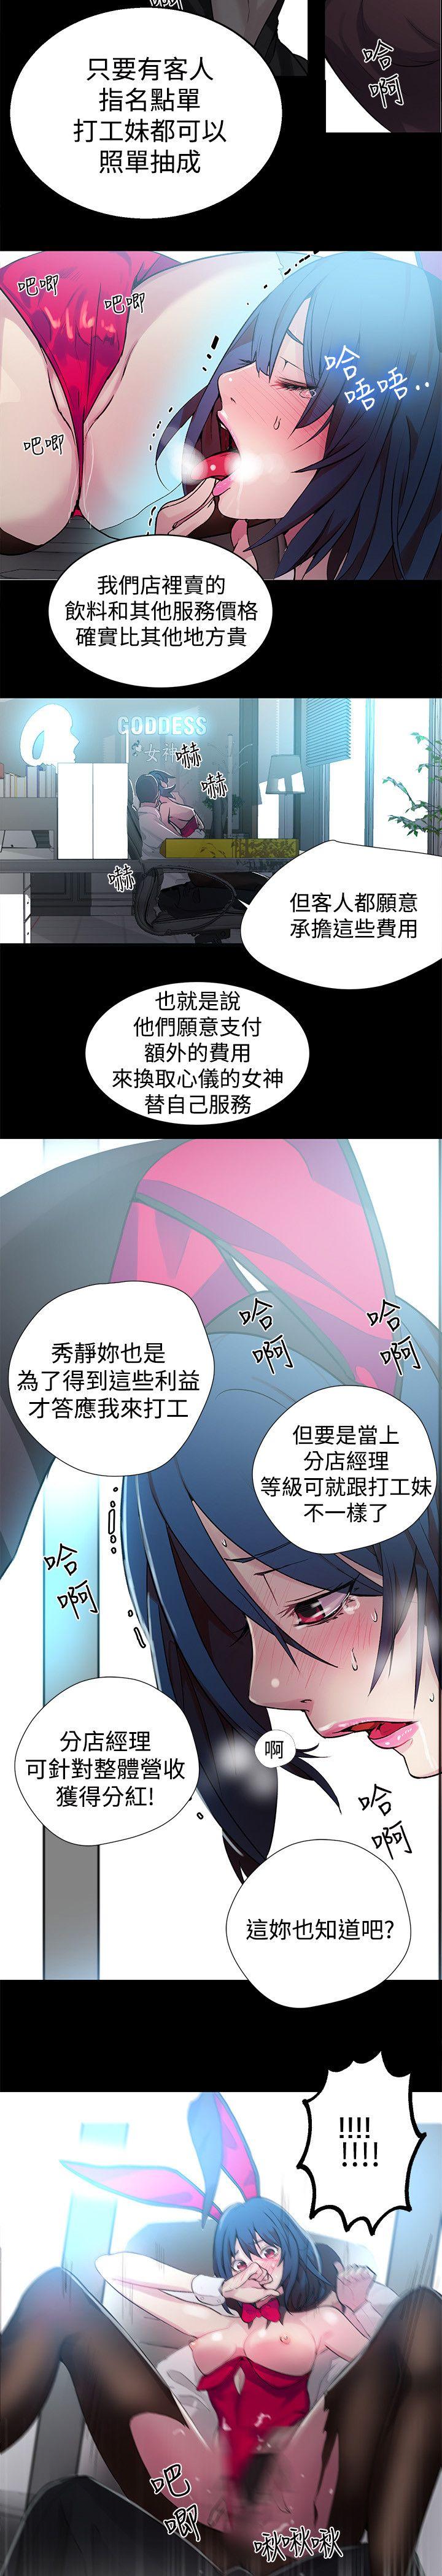 哈
啊
只要有客人
指名點單
打工妹都可以
照單抽成
吧唧
吧唧
哈
唔唔..
吧唧
我們店裡賣的
飲料和其他服務價格
確實比其他地方貴
GODDESS
女神
嚇
嚇
嚇
但客人都願意
承擔這些費用
也就是說
他們願意支付
額外的費用
來換取心儀的女神
替自己服務
哈
啊
哈
啊
秀靜妳也是
為了得到這些利益
才答應我來打工
但要是當上
分店經理
等級可就跟打工妹
不一樣了
哈
啊
分店經理
可針對整體營收
獲得分紅!
啊
哈
啊
這妳也知道吧?
!!!!
!!!!
吧
唧
啾啾啾